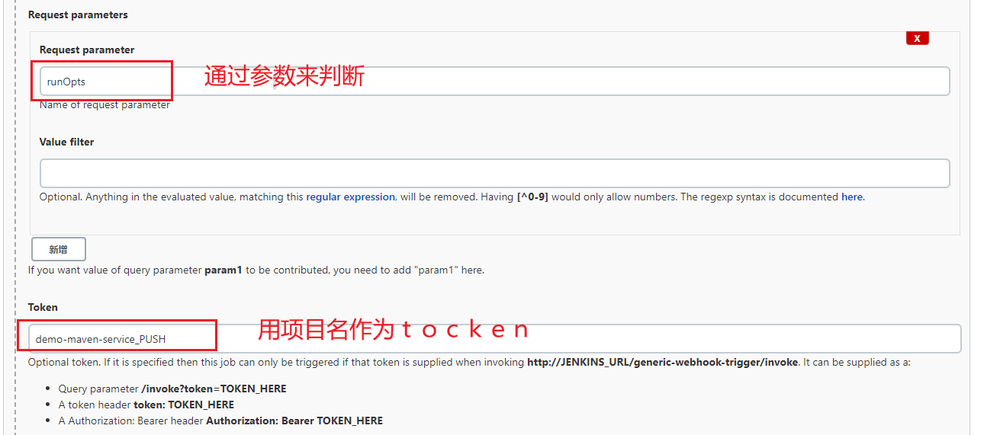 Request parameters
X
Request parameter
runOpts
通过参数来判断
Name of request parameter
Value filter
Optional. Anything in the evaluated value, matching this regular expression, will be removed. Having [^0-9] would only allow numbers. The regexp syntax is documented here.
新增
If you want value of query parameter param1 to be contributed, you need to add "param1" here.
Token
demo-maven-service_PUSH
用项目名作为ｔｏｃｋｅｎ
Optional token. If it is specified then this job can only be triggered if that token is supplied when invoking http://JENKINS_URL/generic-webhook-trigger/invoke. It can be supplied as a:
• Query parameter /invoke?token=TOKEN_HERE
• A token header token: TOKEN_HERE
• A Authorization: Bearer header Authorization: Bearer TOKEN_HERE